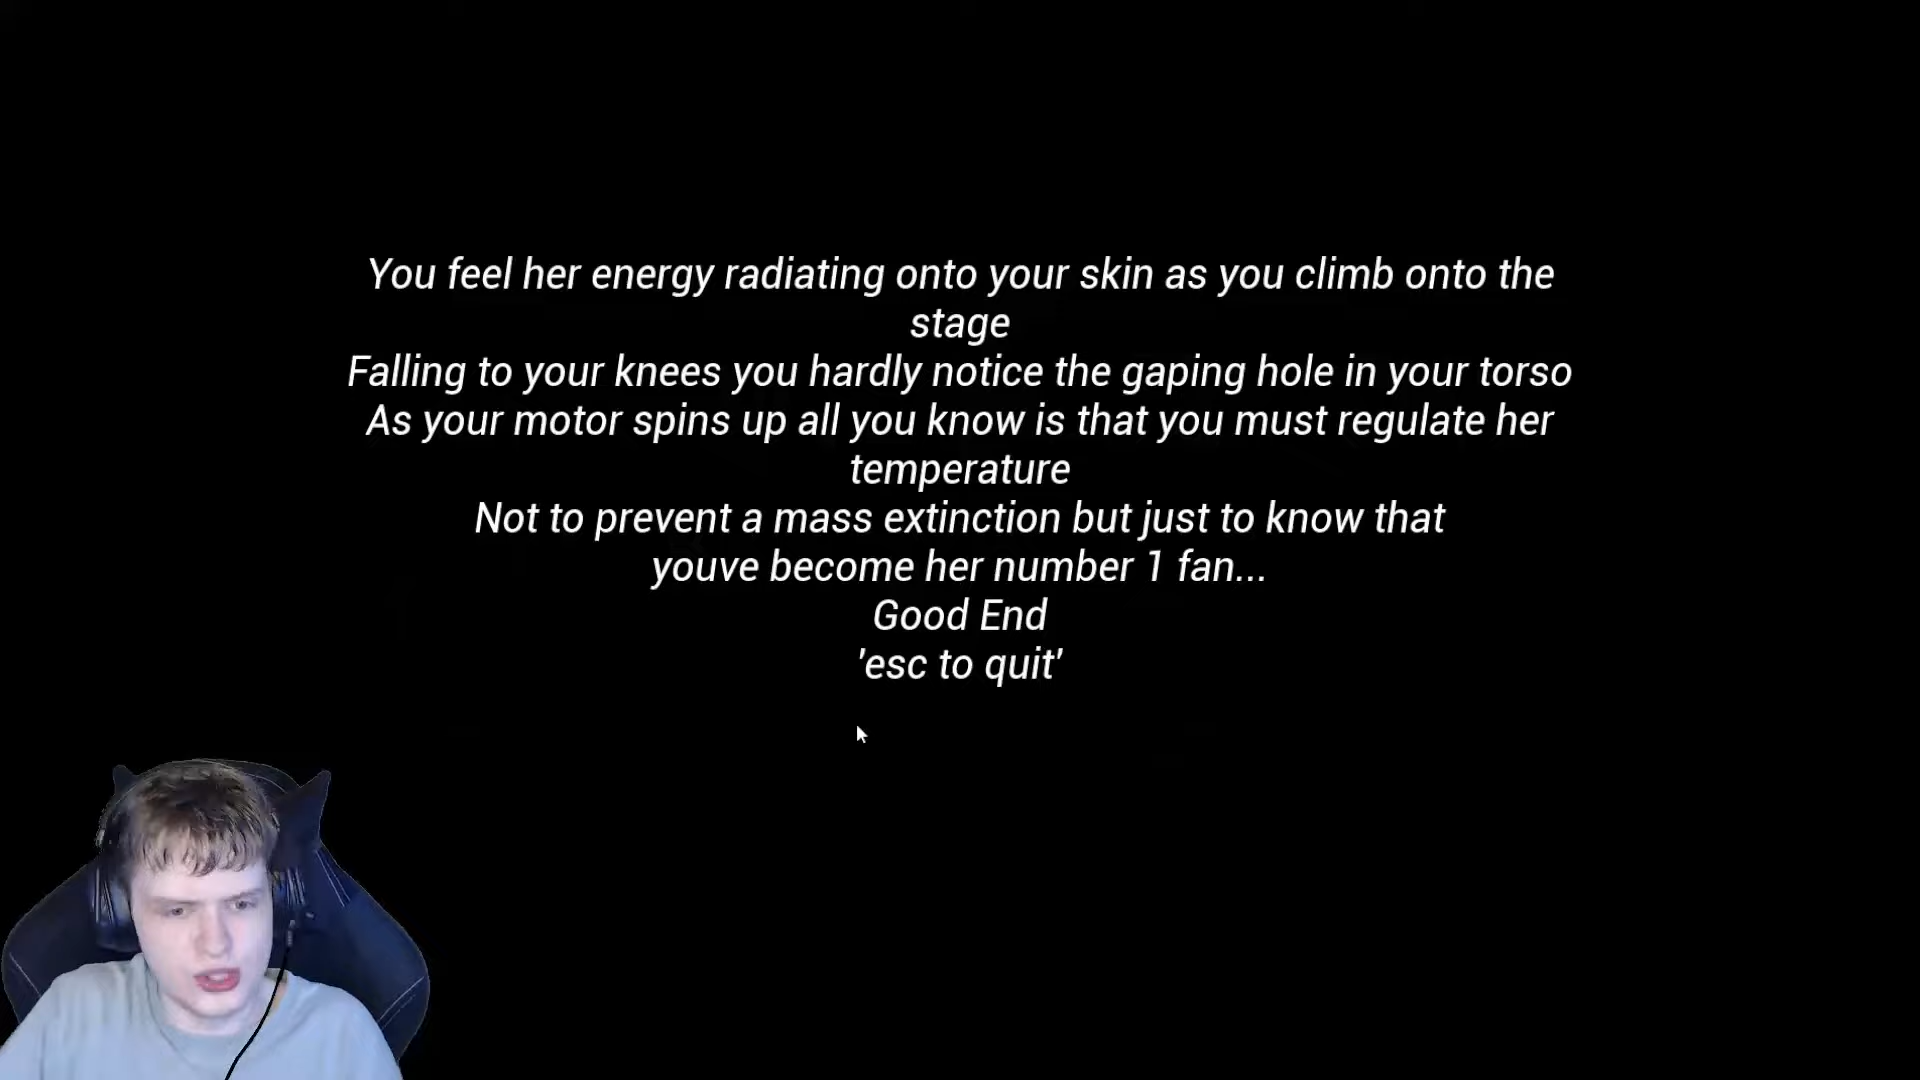 You feel her energy radiating onto your skin as you climb onto the
stage
Falling to your knees you hardly notice the gaping hole in your torso
As your motor spins up all you know is that you must regulate her
temperature
Not to prevent a mass extinction but just to know that
youve become her number 1 fan...
Good End
'esc to quit'